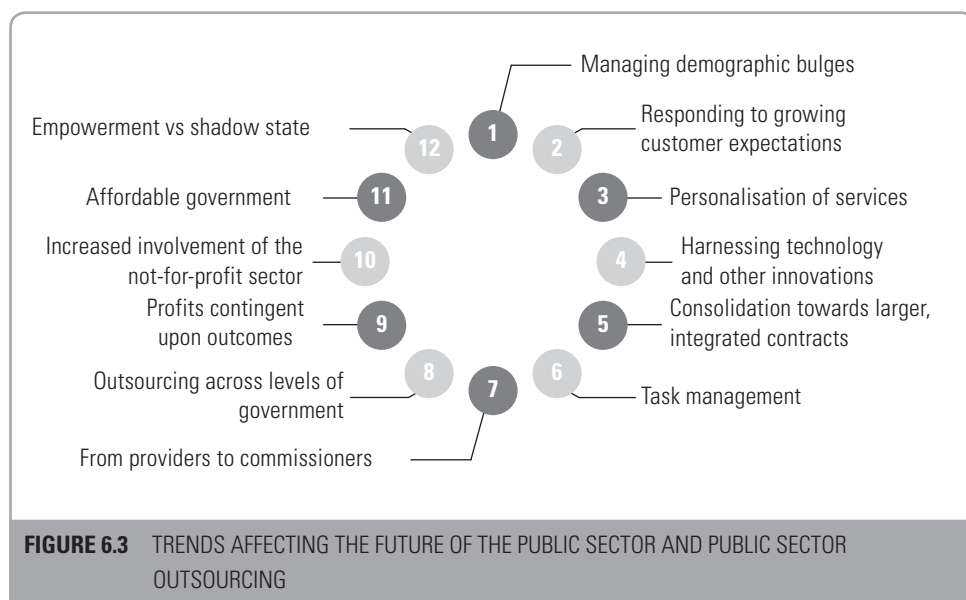 1
Managing demographic bulges
2
Responding to growing
customer expectations
3
Personalisation of services
4
Harnessing technology
and other innovations
5
Consolidation towards larger,
integrated contracts
6
Task management
7
From providers to commissioners
8
Outsourcing across levels of
government
9
Profits contingent
upon outcomes
10
Increased involvement of the
not-for-profit sector
11
Affordable government
12
Empowerment vs shadow state
FIGURE 6.3 TRENDS AFFECTING THE FUTURE OF THE PUBLIC SECTOR AND PUBLIC SECTOR
OUTSOURCING